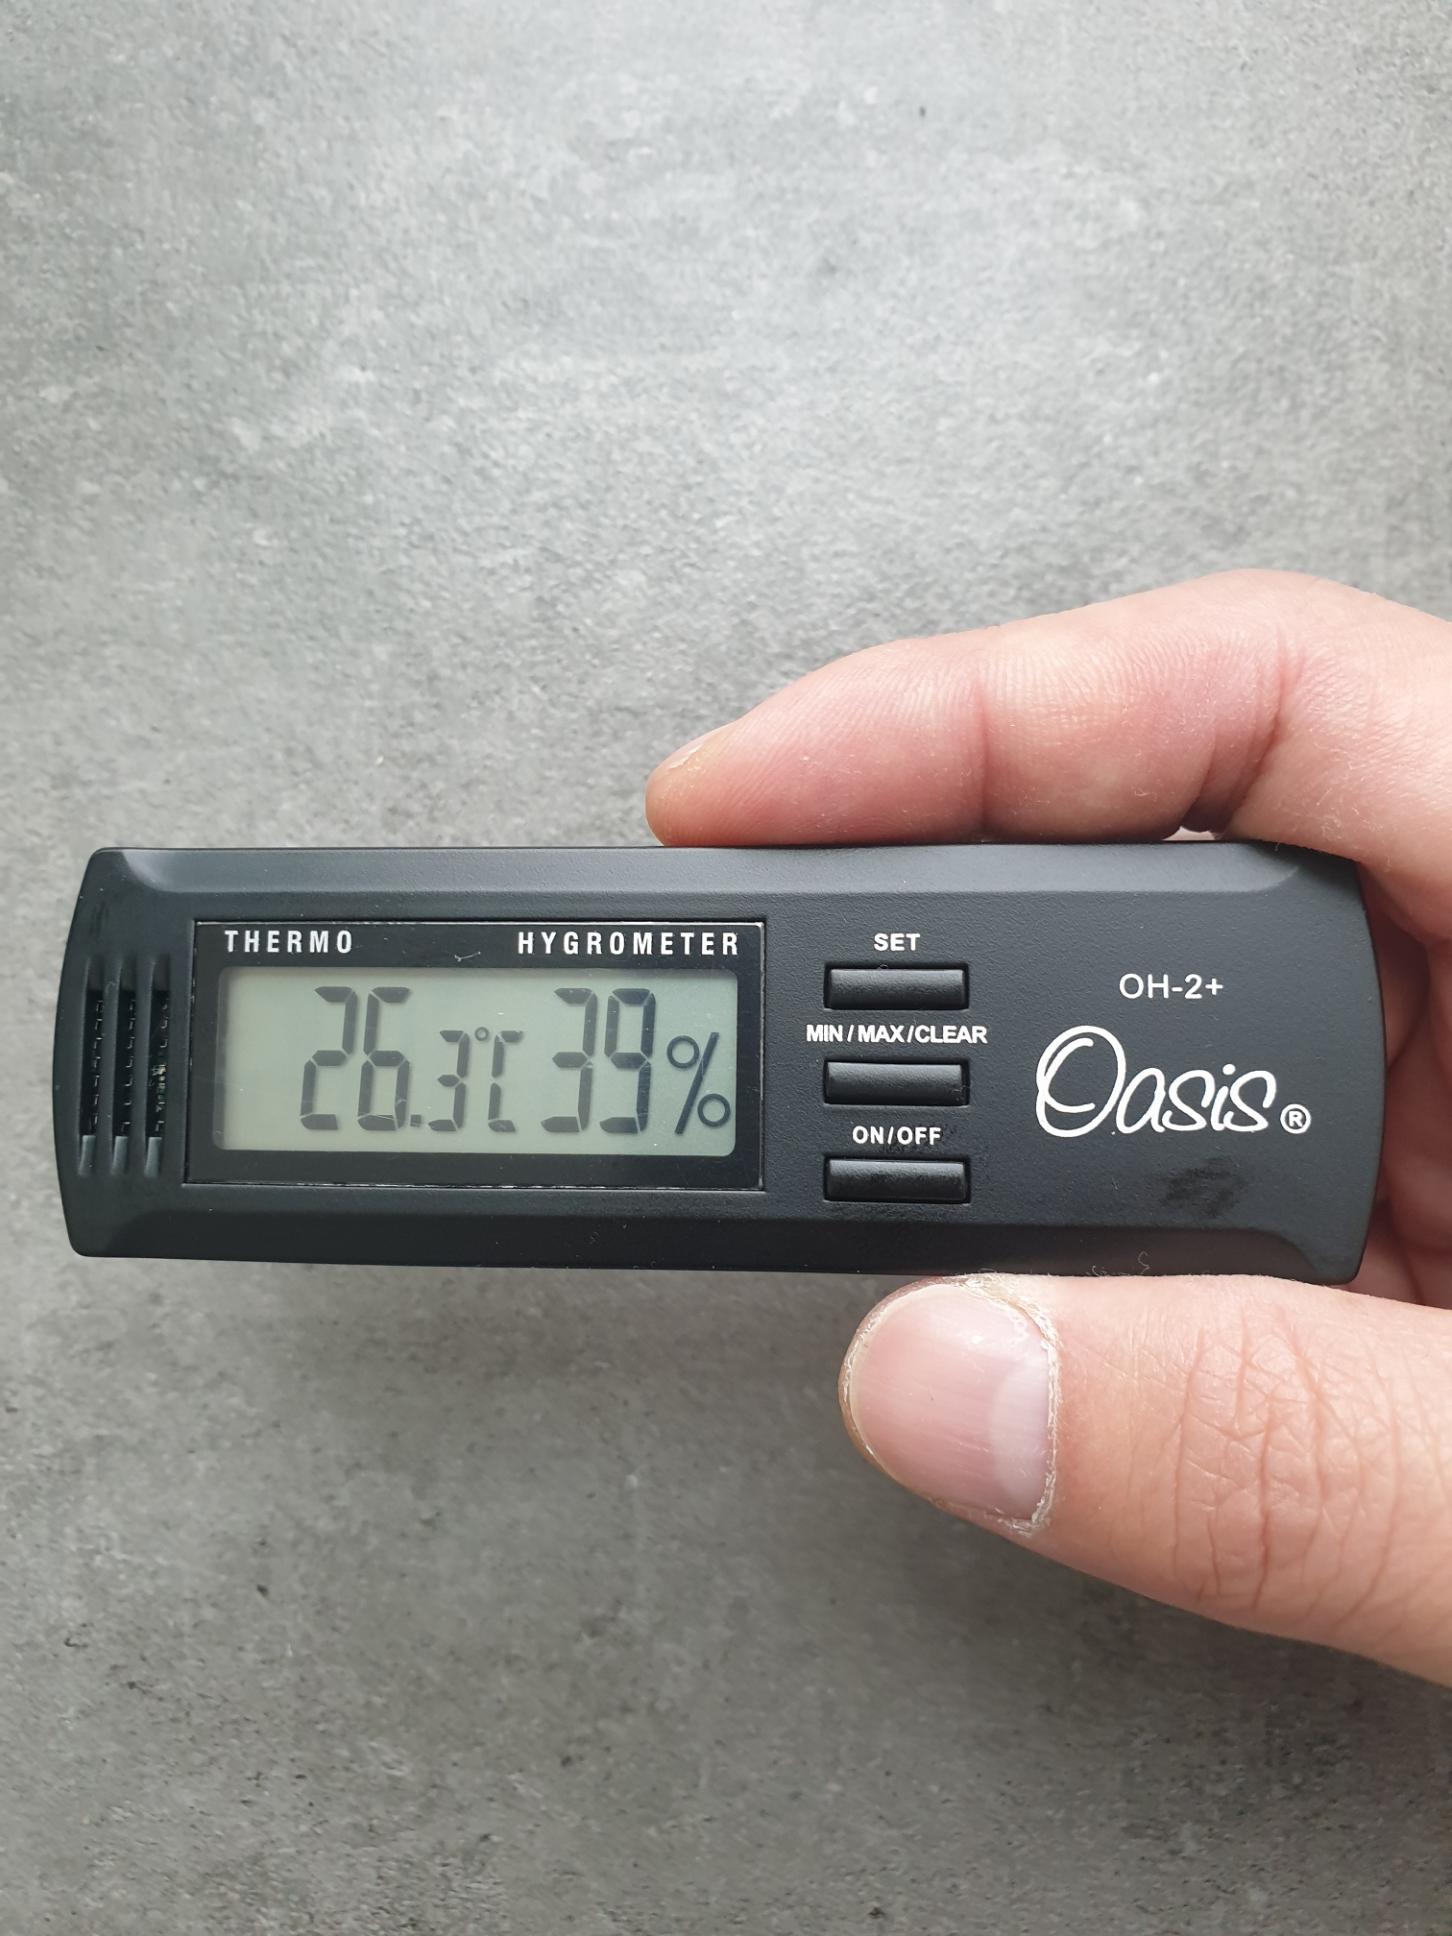 THERMO HYGROMETER
26.3°C 39%
SET
MIN/MAX/CLEAR
ON/OFF
OH-2+
Oasis®